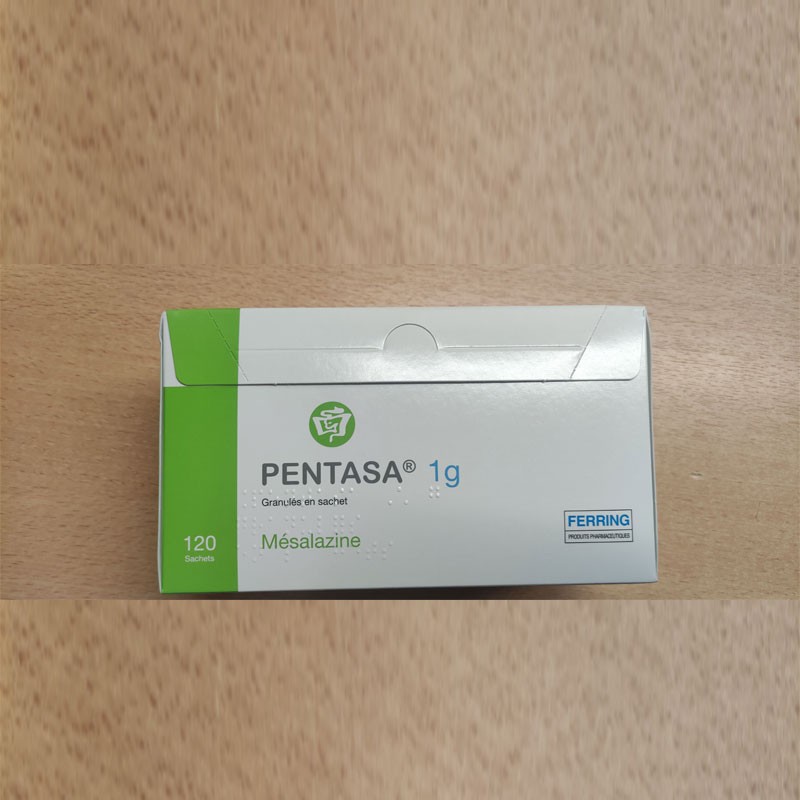 PENTASA® 1g
Granulés en sachet
Mésalazine
120
Sachets
FERRING
PRODUITS PHARMACEUTIQUES